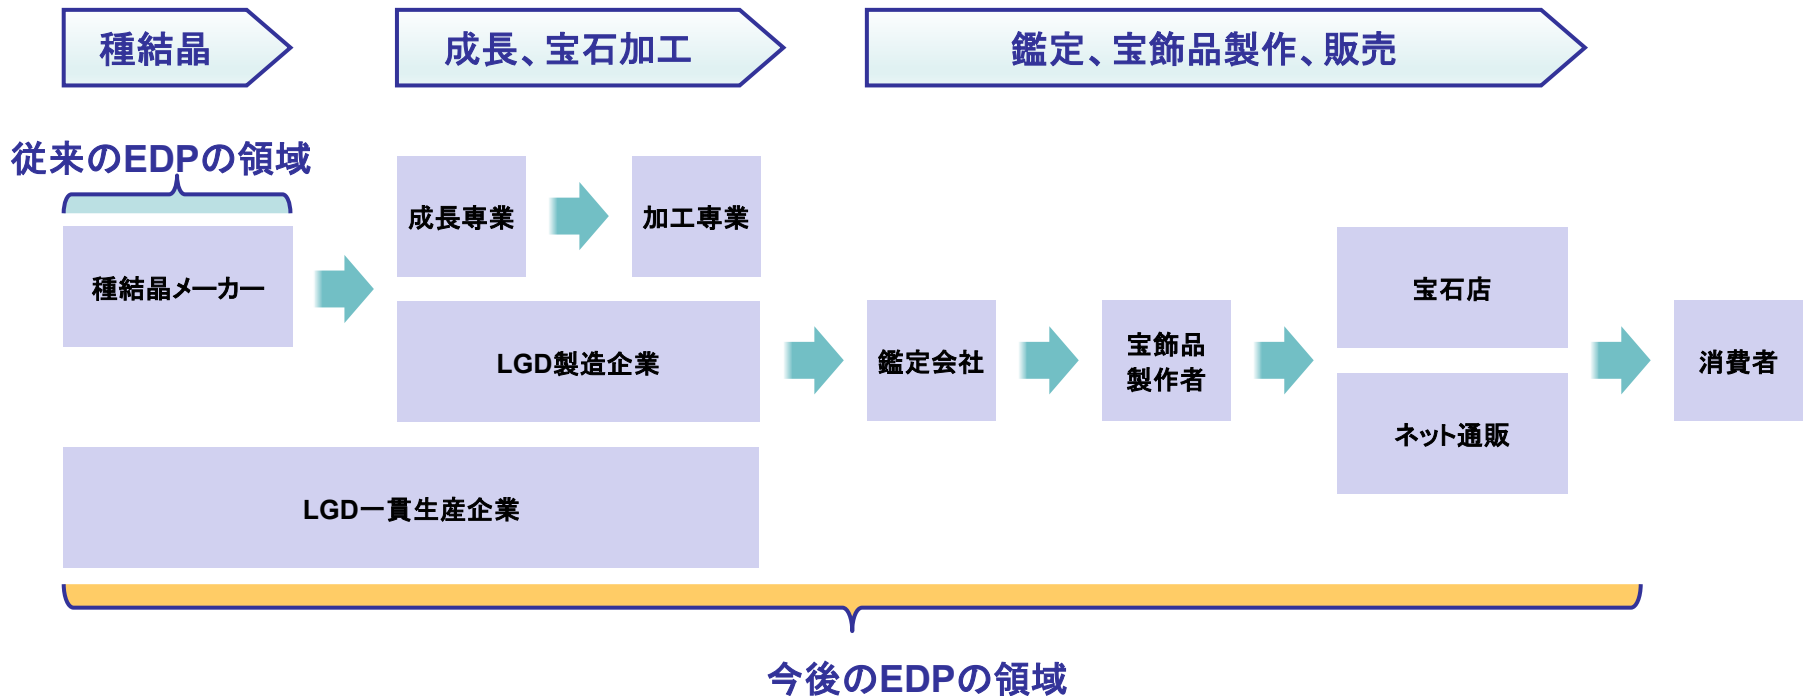 種結晶
成長、宝石加工
鑑定、宝飾品製作、販売
従来のEDPの領域
種結晶メーカー
成長専業
加工専業
LGD製造企業
LGD一貫生産企業
鑑定会社
宝飾品
製作者
宝石店
ネット通販
消費者
今後のEDPの領域